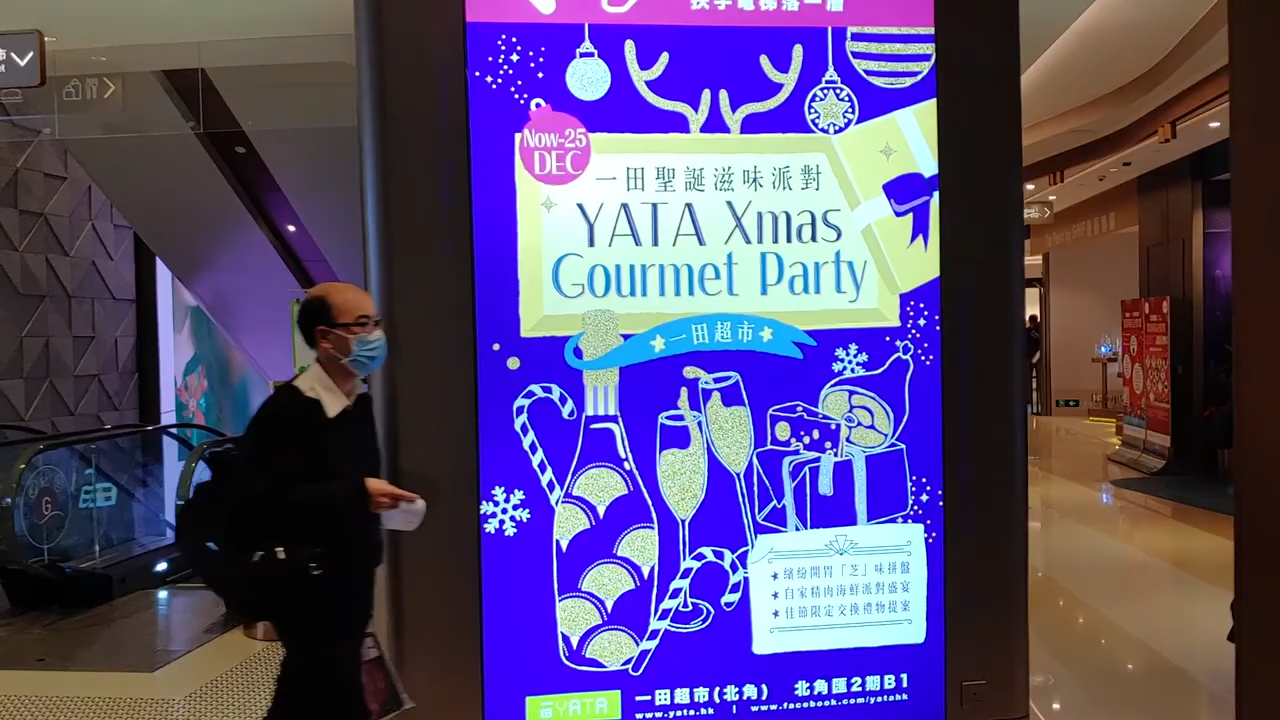 扶手電梯落一層
Now-25
DEC
一田聖誕滋味派對
YATA Xmas
Gourmet Party
一田超市
★繽紛開胃「芝」味拼盤
★自家精肉海鮮派對盛宴
★佳節限定交換禮物提案
YATA
一田超市(北角) 北角匯2期B1
www.yata.hk | www.facebook.com/yatahk
G
一田
市